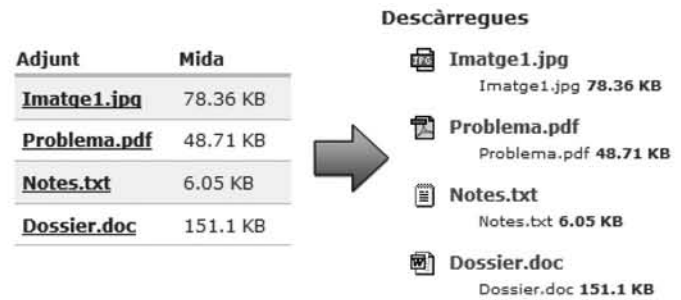 Adjunt Mida
Imatge1.jpg 78.36 KB
Problema.pdf 48.71 KB
Notes.txt 6.05 KB
Dossier.doc 151.1 KB
Descàrregues
Imatge1.jpg
Imatge1.jpg 78.36 KB
Problema.pdf
Problema.pdf 48.71 KB
Notes.txt
Notes.txt 6.05 KB
Dossier.doc
Dossier.doc 151.1 KB